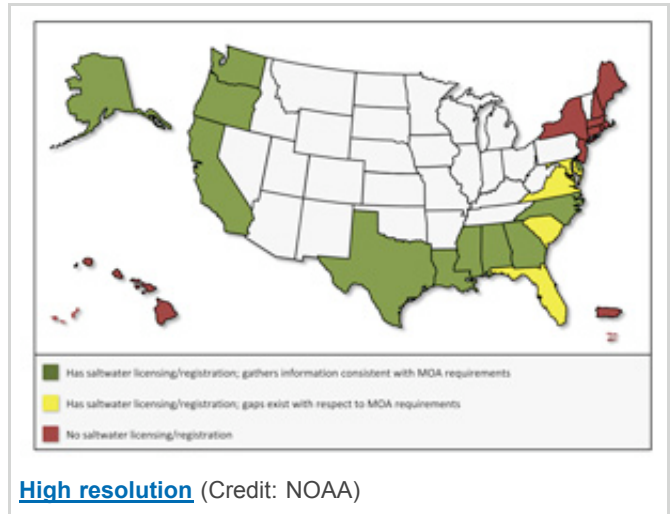 Has saltwater licensing/registration; gathers information consistent with MOA requirements
Has saltwater licensing/registration; gaps exist with respect to MOA requirements
No saltwater licensing/registration
High resolution (Credit: NOAA)